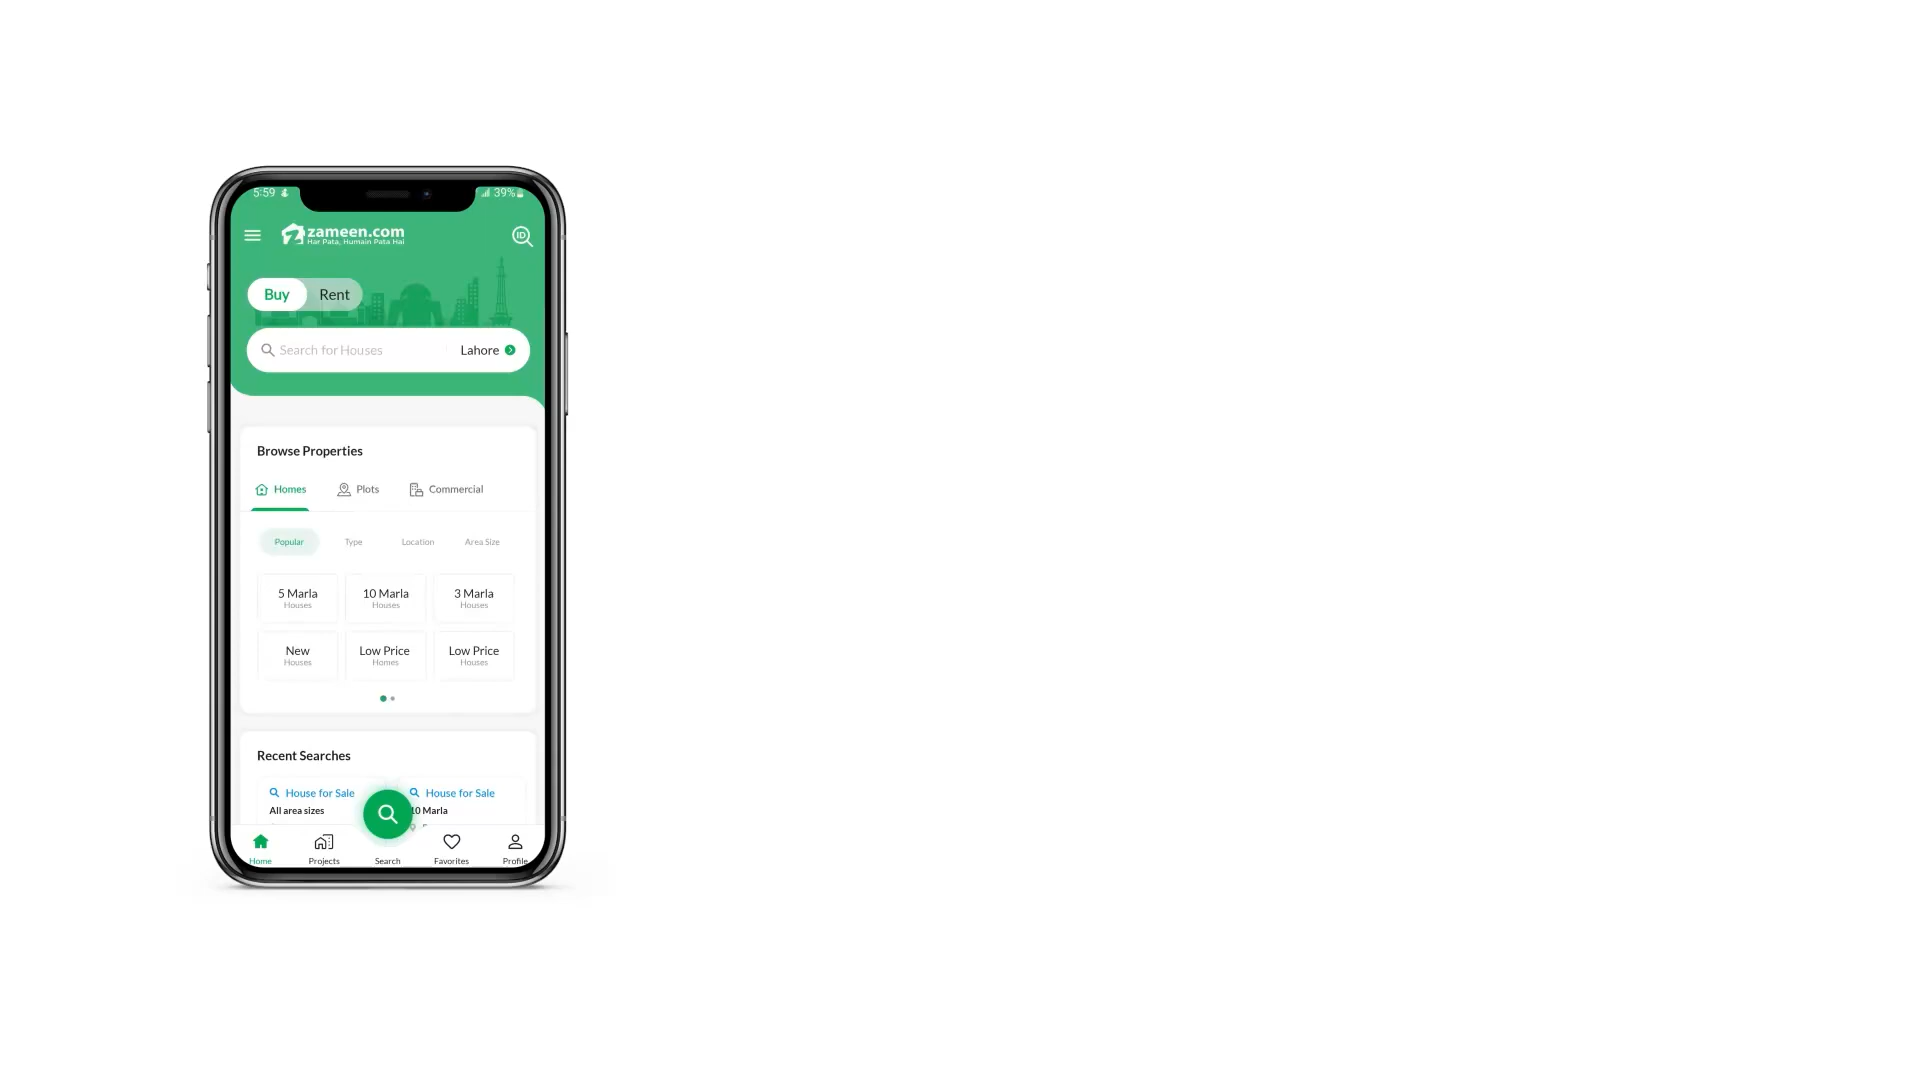 5:59
39%
zameen.com
Har Pata, Humain Pata Hai
ID
Buy Rent
Search for Houses Lahore
Browse Properties
Homes Plots Commercial
Popular Type Location Area Size
5 Marla 10 Marla 3 Marla
Houses Houses Houses
New Low Price Low Price
Houses Homes Houses
Recent Searches
House for Sale House for Sale
All area sizes 10 Marla
Home Projects Search Favorites Profile